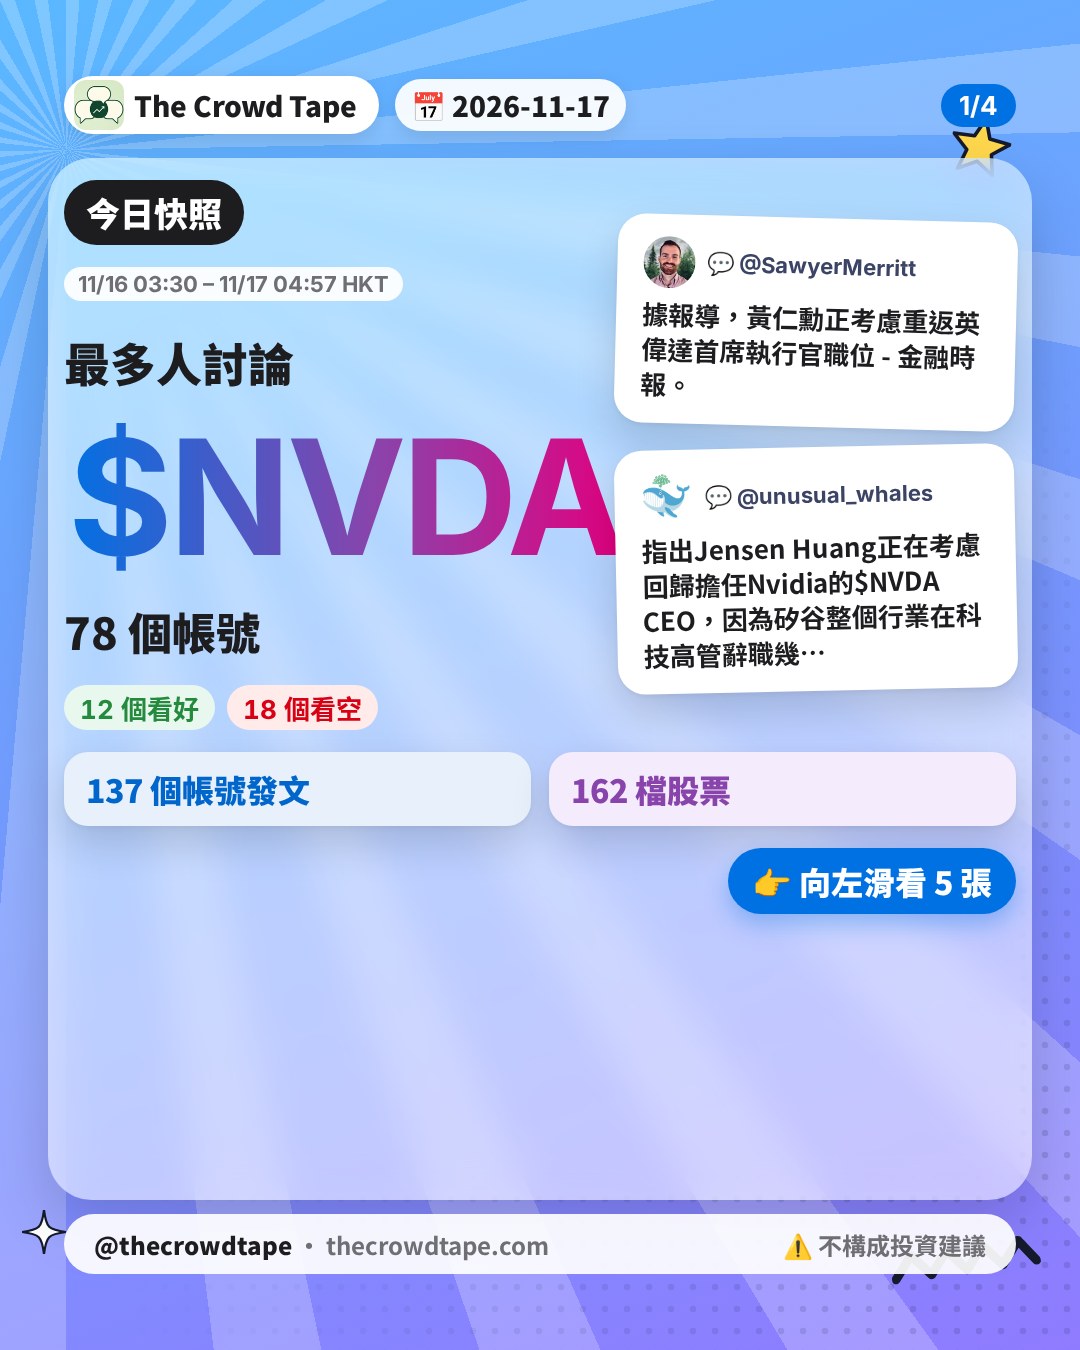 The Crowd Tape
2026-11-17
1/4
今日快照
11/16 03:30 – 11/17 04:57 HKT
最多人討論
$NVDA
78 個帳號
12 個看好
18 個看空
@SawyerMerritt
據報導，黃仁勳正考慮重返英
偉達首席執行官職位 - 金融時
報。
@unusual_whales
指出Jensen Huang正在考慮
回歸擔任Nvidia的$NVDA
CEO，因為矽谷整個行業在科
技高管辭職幾…
137 個帳號發文
162 檔股票
向左滑看 5 張
@thecrowdtape • thecrowdtape.com
不構成投資建議